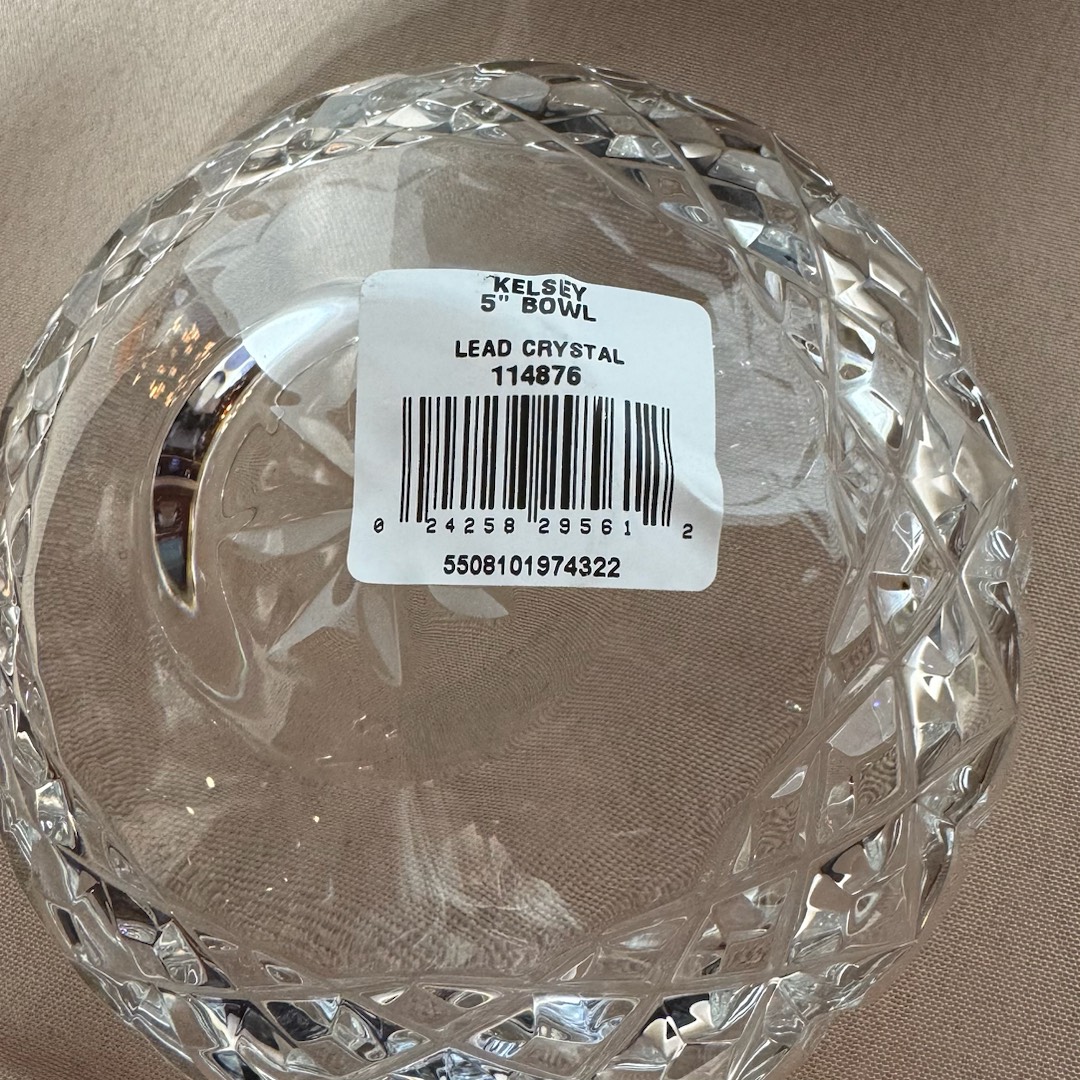 KELSEY
5" BOWL
LEAD CRYSTAL
114876
0 24258 29561 2
5508101974322